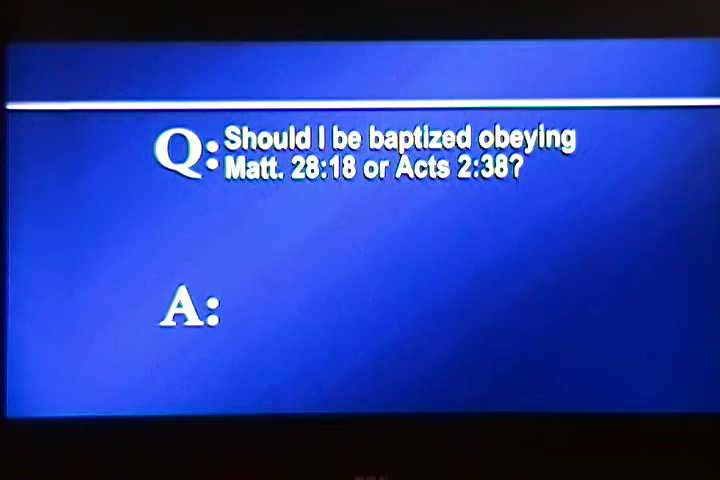 Q: Should I be baptized obeying
Matt. 28:18 or Acts 2:38?
A: